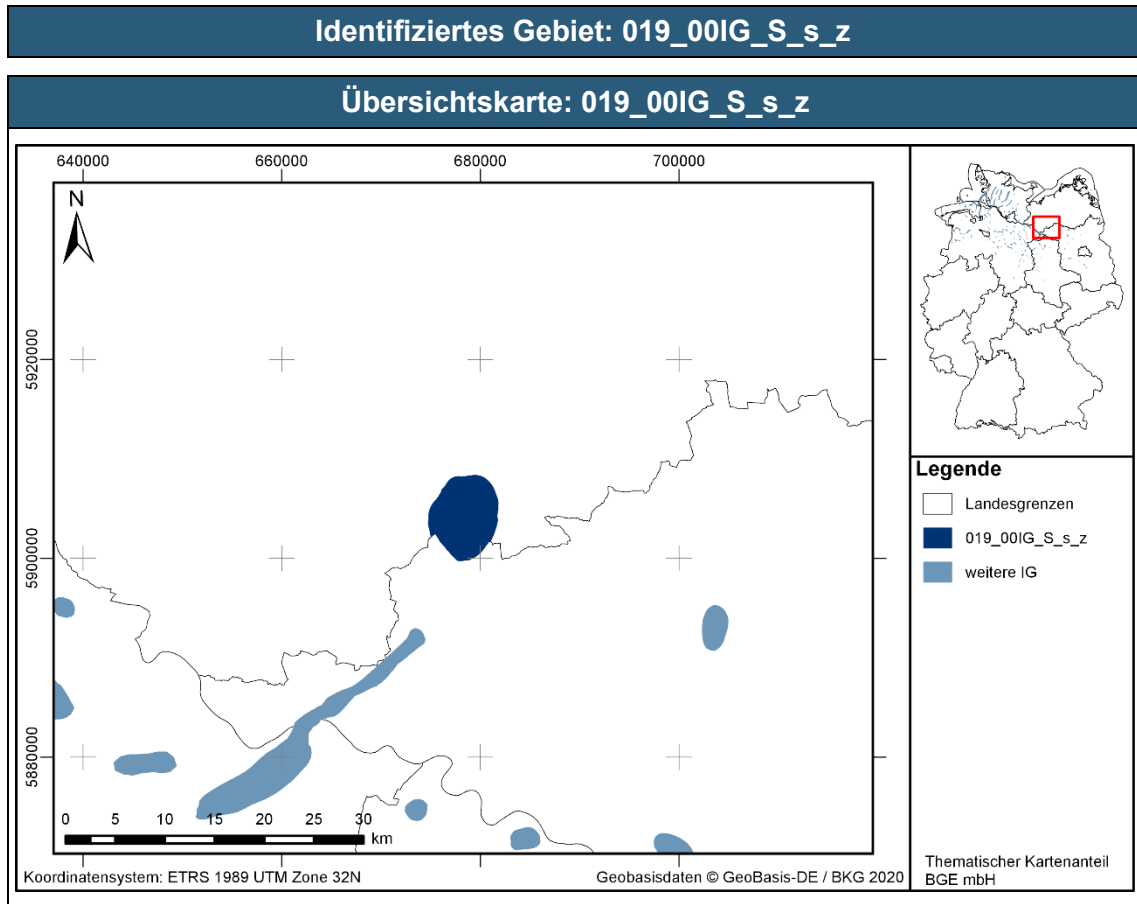 Identifiziertes Gebiet: 019_00IG_S_s_z
Übersichtskarte: 019_00IG_S_s_z
640000 660000 680000 700000
N
5920000
5900000
5880000
0 5 10 15 20 25 30
km
Koordinatensystem: ETRS 1989 UTM Zone 32N
Geobasisdaten © GeoBasis-DE / BKG 2020
Legende
Landesgrenzen
019_00IG_S_s_z
weitere IG
Thematischer Kartenanteil
BGE mbH